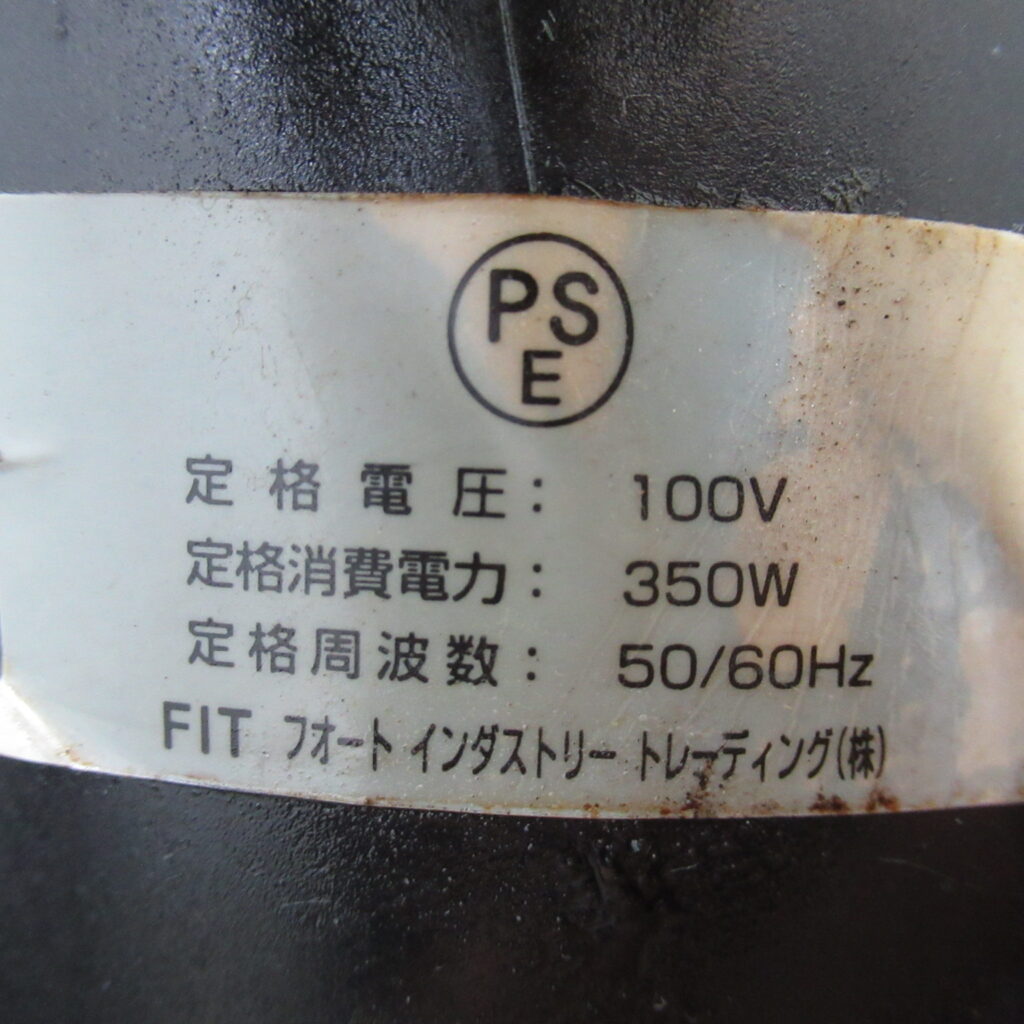 PS
E
定格電圧: 100V
定格消費電力: 350W
定格周波数: 50/60Hz
FIT フオート インダストリー トレーディング(株)